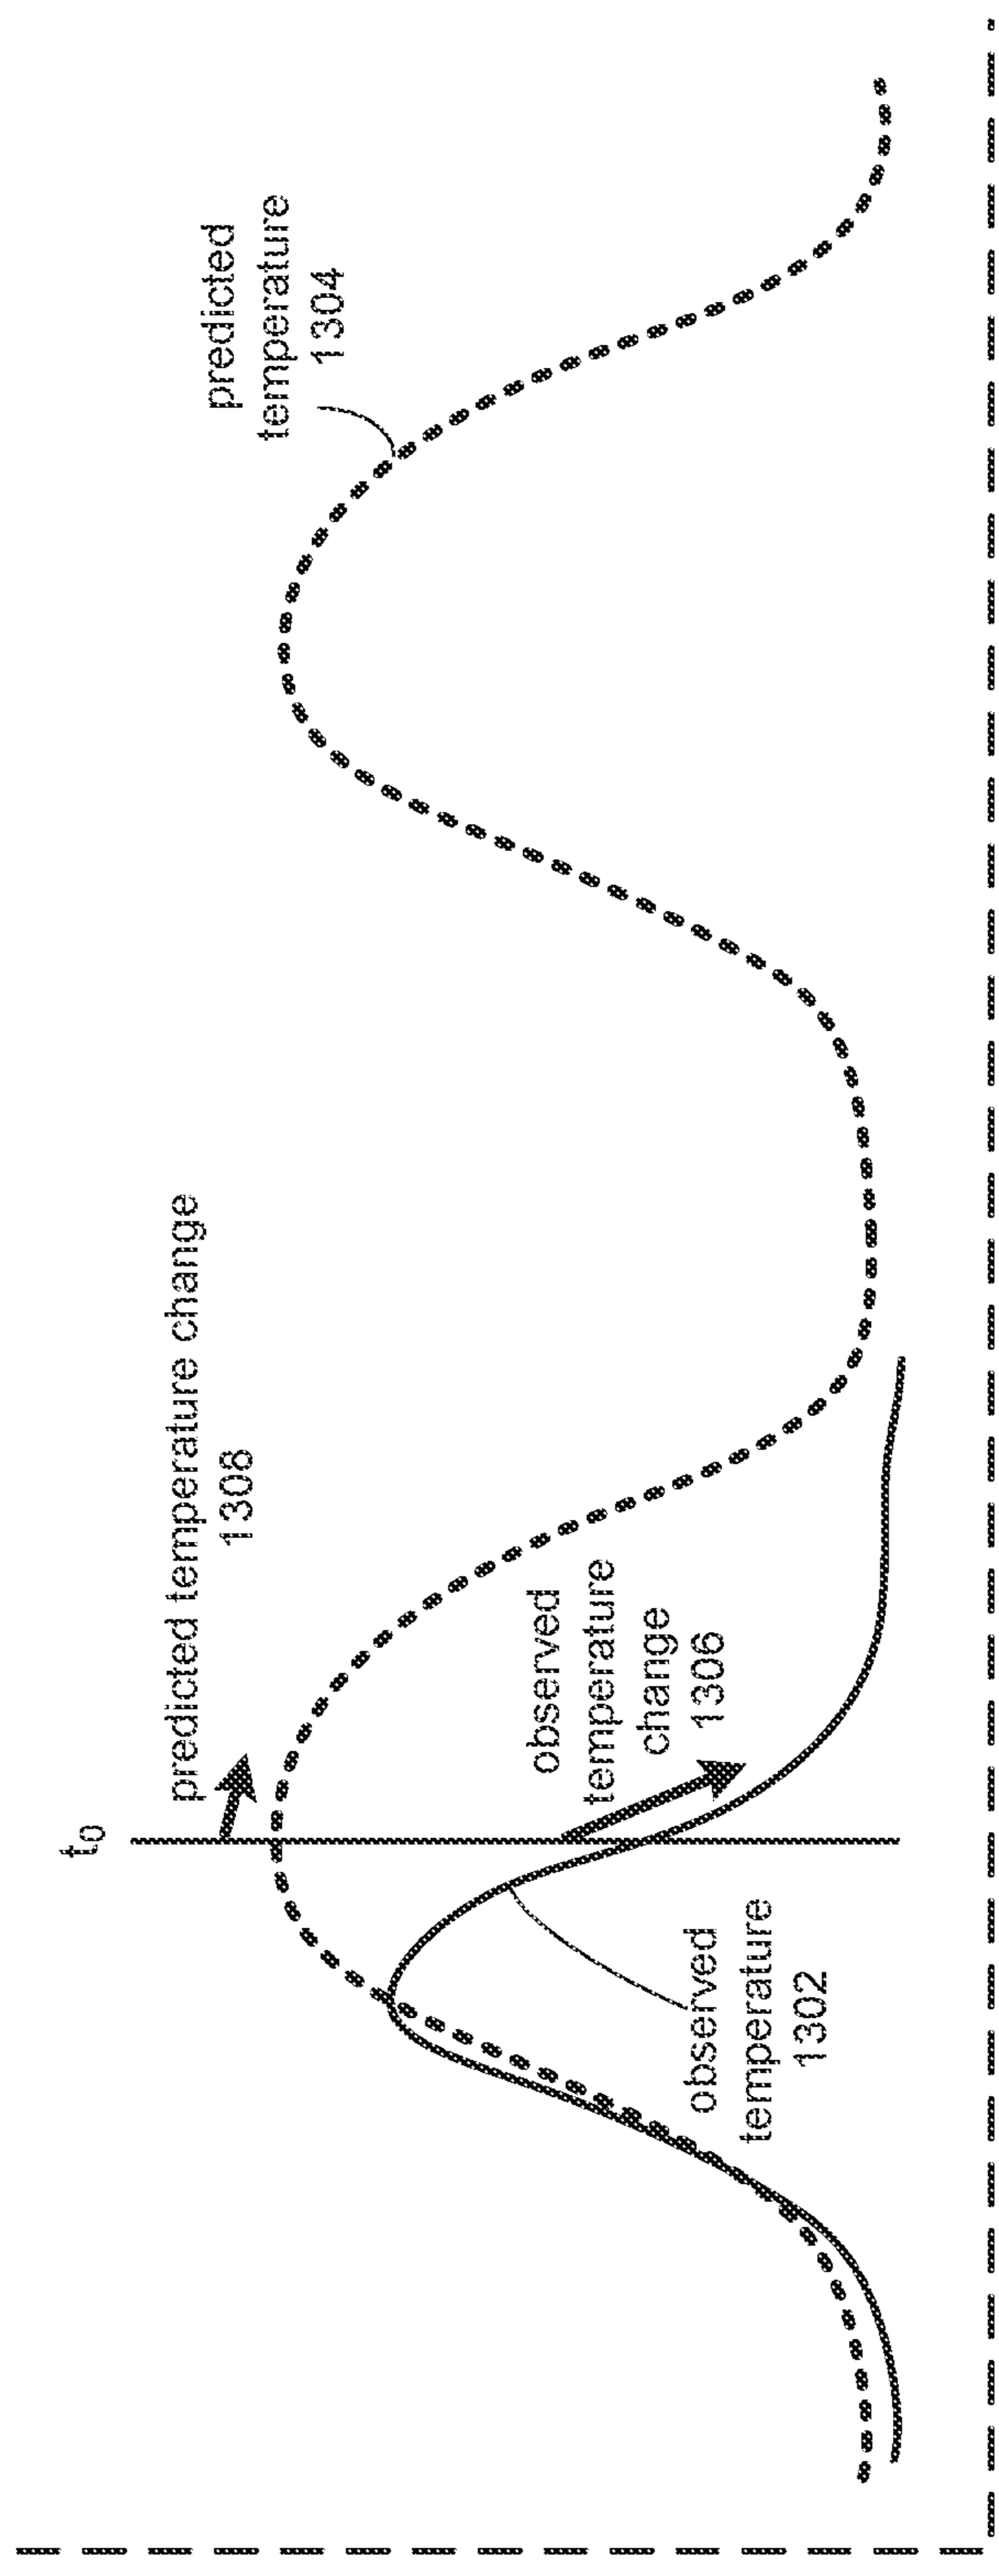 t0
predicted temperature change
1308
predicted
temperature
1304
observed
temperature
change
1306
observed
temperature
1302